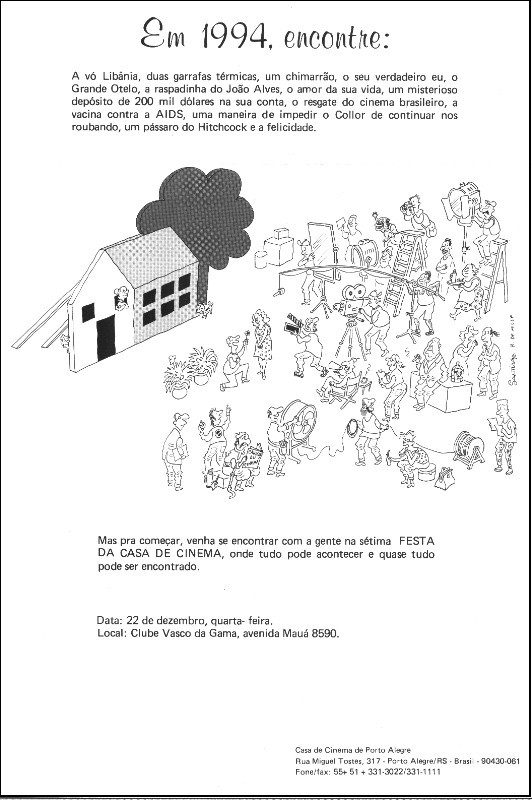 Em 1994, encontre:
A vó Libânia, duas garrafas térmicas, um chimarrão, o seu verdadeiro eu, o
Grande Otelo, a raspadinha do João Alves, o amor da sua vida, um misterioso
depósito de 200 mil dólares na sua conta, o resgate do cinema brasileiro, a
vacina contra a AIDS, uma maneira de impedir o Collor de continuar nos
roubando, um pássaro do Hitchcock e a felicidade.
Mas pra começar, venha se encontrar com a gente na sétima FESTA
DA CASA DE CINEMA, onde tudo pode acontecer e quase tudo
pode ser encontrado.
Data: 22 de dezembro, quarta- feira.
Local: Clube Vasco da Gama, avenida Mauá 8590.
Casa de Cinema de Porto Alegre
Rua Miguel Tostes, 317 - Porto Alegre/RS - Brasil - 90430-061
Fone/fax: 55+ 51 + 331-3022/331-1111